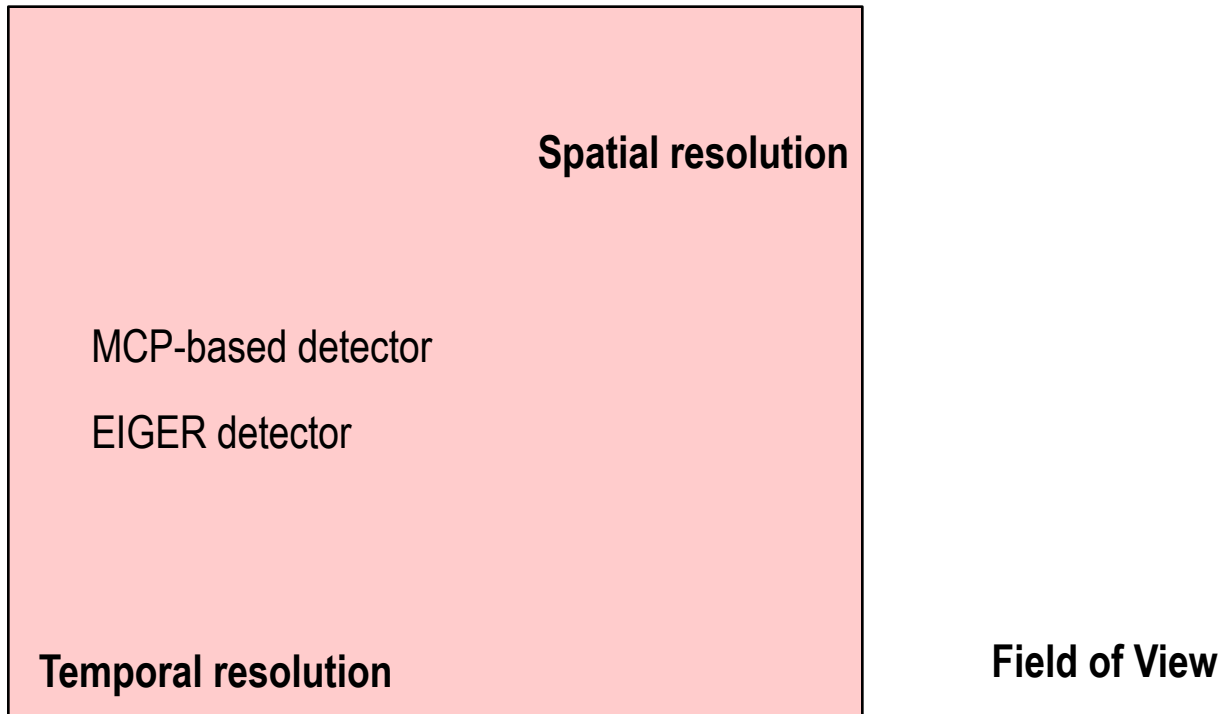 Spatial resolution
MCP-based detector
EIGER detector
Temporal resolution
Field of View